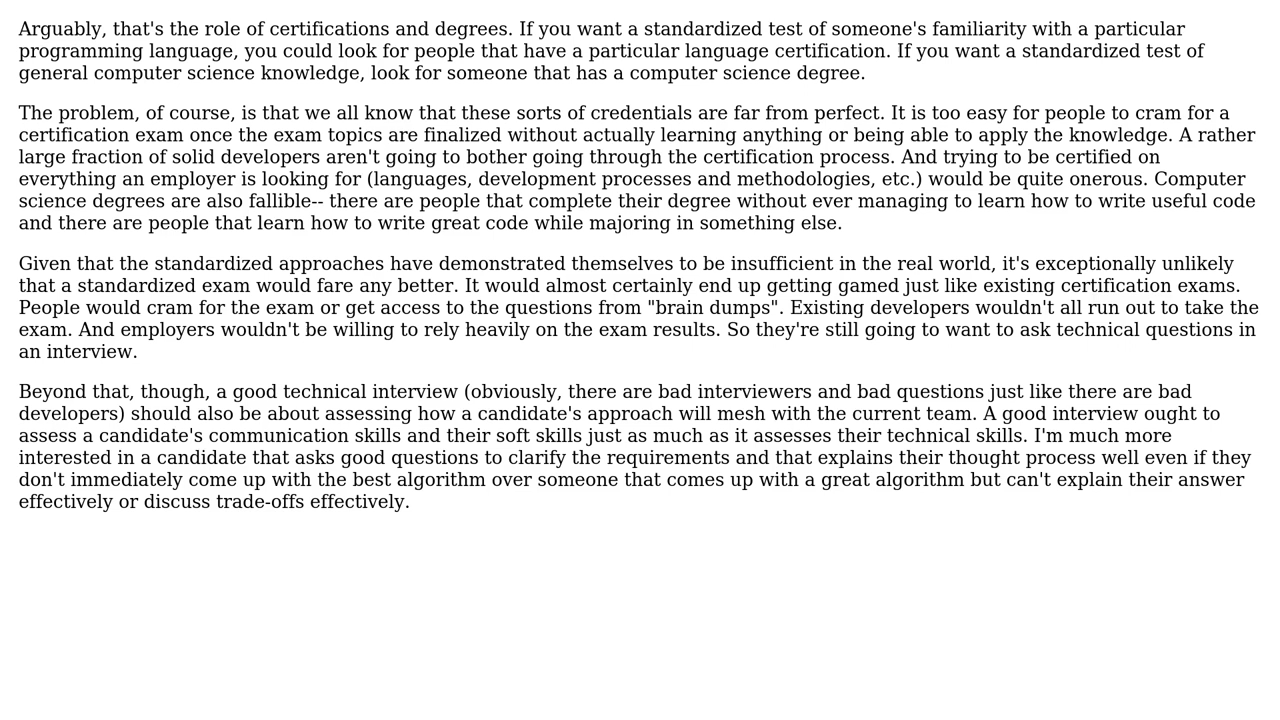 Arguably, that's the role of certifications and degrees. If you want a standardized test of someone's familiarity with a particular
programming language, you could look for people that have a particular language certification. If you want a standardized test of
general computer science knowledge, look for someone that has a computer science degree.
The problem, of course, is that we all know that these sorts of credentials are far from perfect. It is too easy for people to cram for a
certification exam once the exam topics are finalized without actually learning anything or being able to apply the knowledge. A rather
large fraction of solid developers aren't going to bother going through the certification process. And trying to be certified on
everything an employer is looking for (languages, development processes and methodologies, etc.) would be quite onerous. Computer
science degrees are also fallible-- there are people that complete their degree without ever managing to learn how to write useful code
and there are people that learn how to write great code while majoring in something else.
Given that the standardized approaches have demonstrated themselves to be insufficient in the real world, it's exceptionally unlikely
that a standardized exam would fare any better. It would almost certainly end up getting gamed just like existing certification exams.
People would cram for the exam or get access to the questions from "brain dumps". Existing developers wouldn't all run out to take the
exam. And employers wouldn't be willing to rely heavily on the exam results. So they're still going to want to ask technical questions in
an interview.
Beyond that, though, a good technical interview (obviously, there are bad interviewers and bad questions just like there are bad
developers) should also be about assessing how a candidate's approach will mesh with the current team. A good interview ought to
assess a candidate's communication skills and their soft skills just as much as it assesses their technical skills. I'm much more
interested in a candidate that asks good questions to clarify the requirements and that explains their thought process well even if they
don't immediately come up with the best algorithm over someone that comes up with a great algorithm but can't explain their answer
effectively or discuss trade-offs effectively.